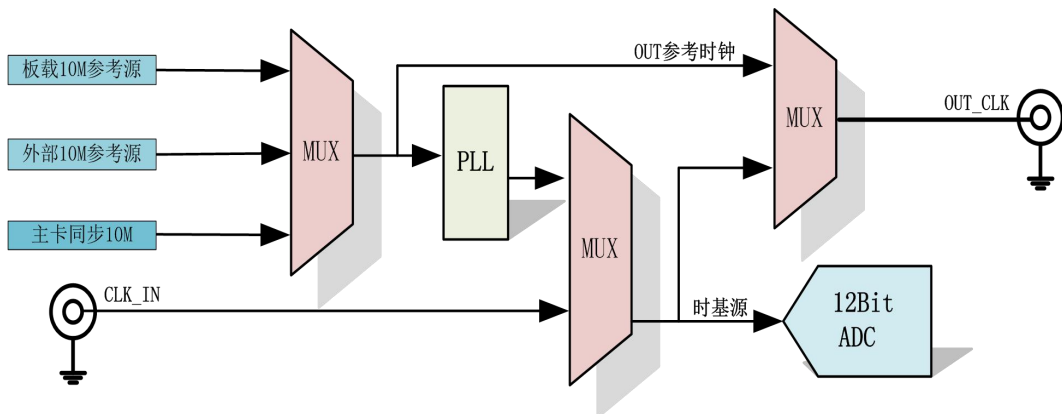 板载10M参考源
外部10M参考源
主卡同步10M
MUX
OUT参考时钟
PLL
MUX
OUT_CLK
CLK_IN
MUX
时基源
12Bit
ADC